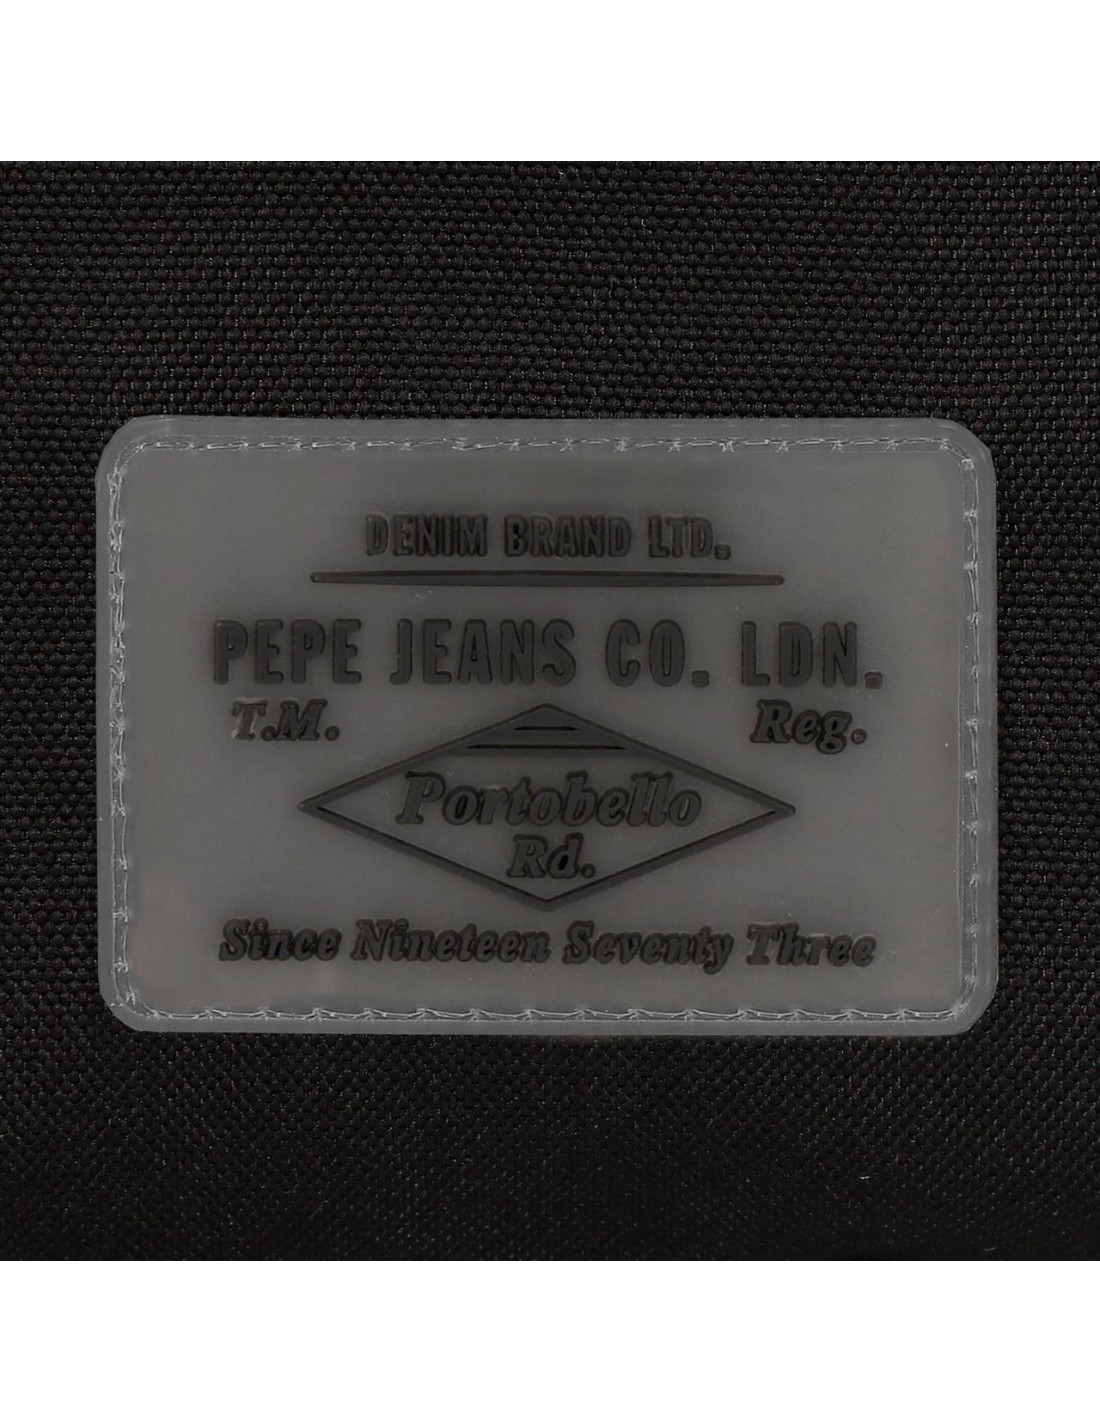 DENIM BRAND LTD.
PEPE JEANS CO. LDN.
T.M. Reg.
Portobello
Rd.
Since Nineteen Seventy Three